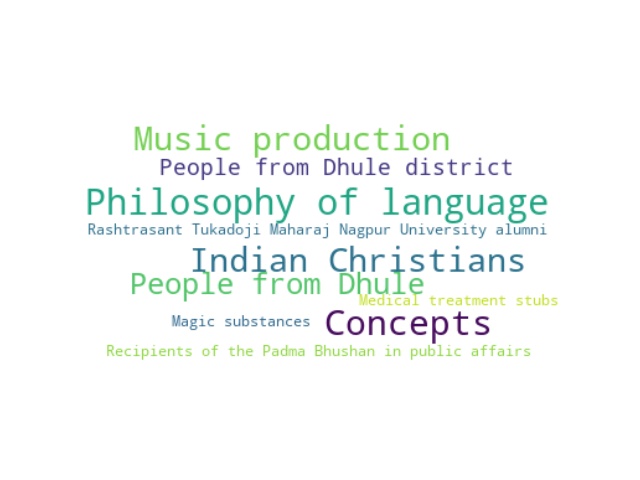 Music production
People from Dhule district
Philosophy of language
Rashtrasant Tukadoji Maharaj Nagpur University alumni
Indian Christians
People from Dhule
Medical treatment stubs
Magic substances
Concepts
Recipients of the Padma Bhushan in public affairs